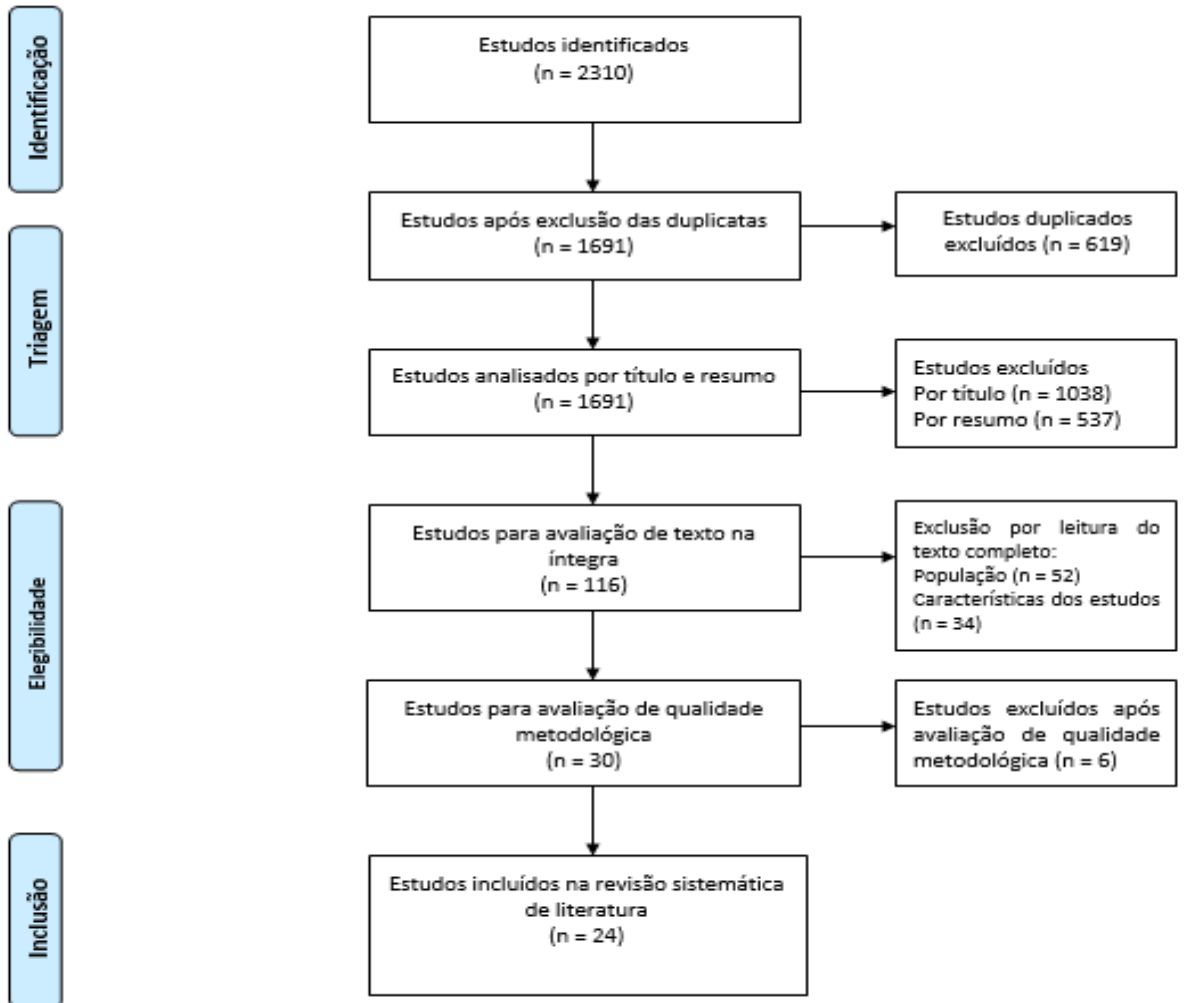 Identificação
Estudos identificados
(n = 2310)
Triagem
Estudos após exclusão das duplicatas
(n = 1691)
Estudos duplicados
excluídos (n = 619)
Estudos analisados por título e resumo
(n = 1691)
Estudos excluídos
Por título (n = 1038)
Por resumo (n = 537)
Elegibilidade
Estudos para avaliação de texto na
íntegra
(n = 116)
Exclusão por leitura do
texto completo:
População (n = 52)
Características dos estudos
(n = 34)
Estudos para avaliação de qualidade
metodológica
(n = 30)
Estudos excluídos após
avaliação de qualidade
metodológica (n = 6)
Inclusão
Estudos incluídos na revisão sistemática
de literatura
(n = 24)